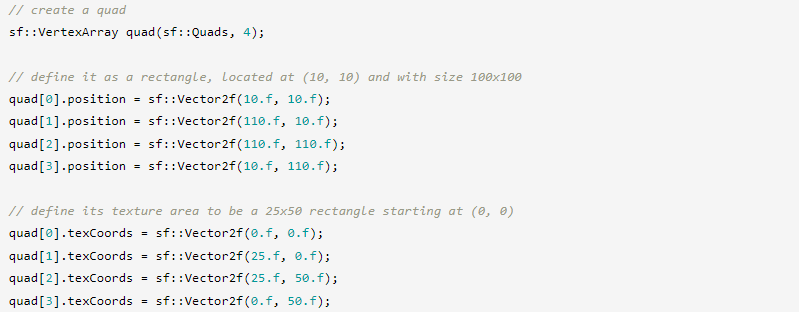 // create a quad
sf::VertexArray quad(sf::Quads, 4);
// define it as a rectangle, located at (10, 10) and with size 100x100
quad[0].position = sf::Vector2f(10.f, 10.f);
quad[1].position = sf::Vector2f(110.f, 10.f);
quad[2].position = sf::Vector2f(110.f, 110.f);
quad[3].position = sf::Vector2f(10.f, 110.f);
// define its texture area to be a 25x50 rectangle starting at (0, 0)
quad[0].texCoords = sf::Vector2f(0.f, 0.f);
quad[1].texCoords = sf::Vector2f(25.f, 0.f);
quad[2].texCoords = sf::Vector2f(25.f, 50.f);
quad[3].texCoords = sf::Vector2f(0.f, 50.f);